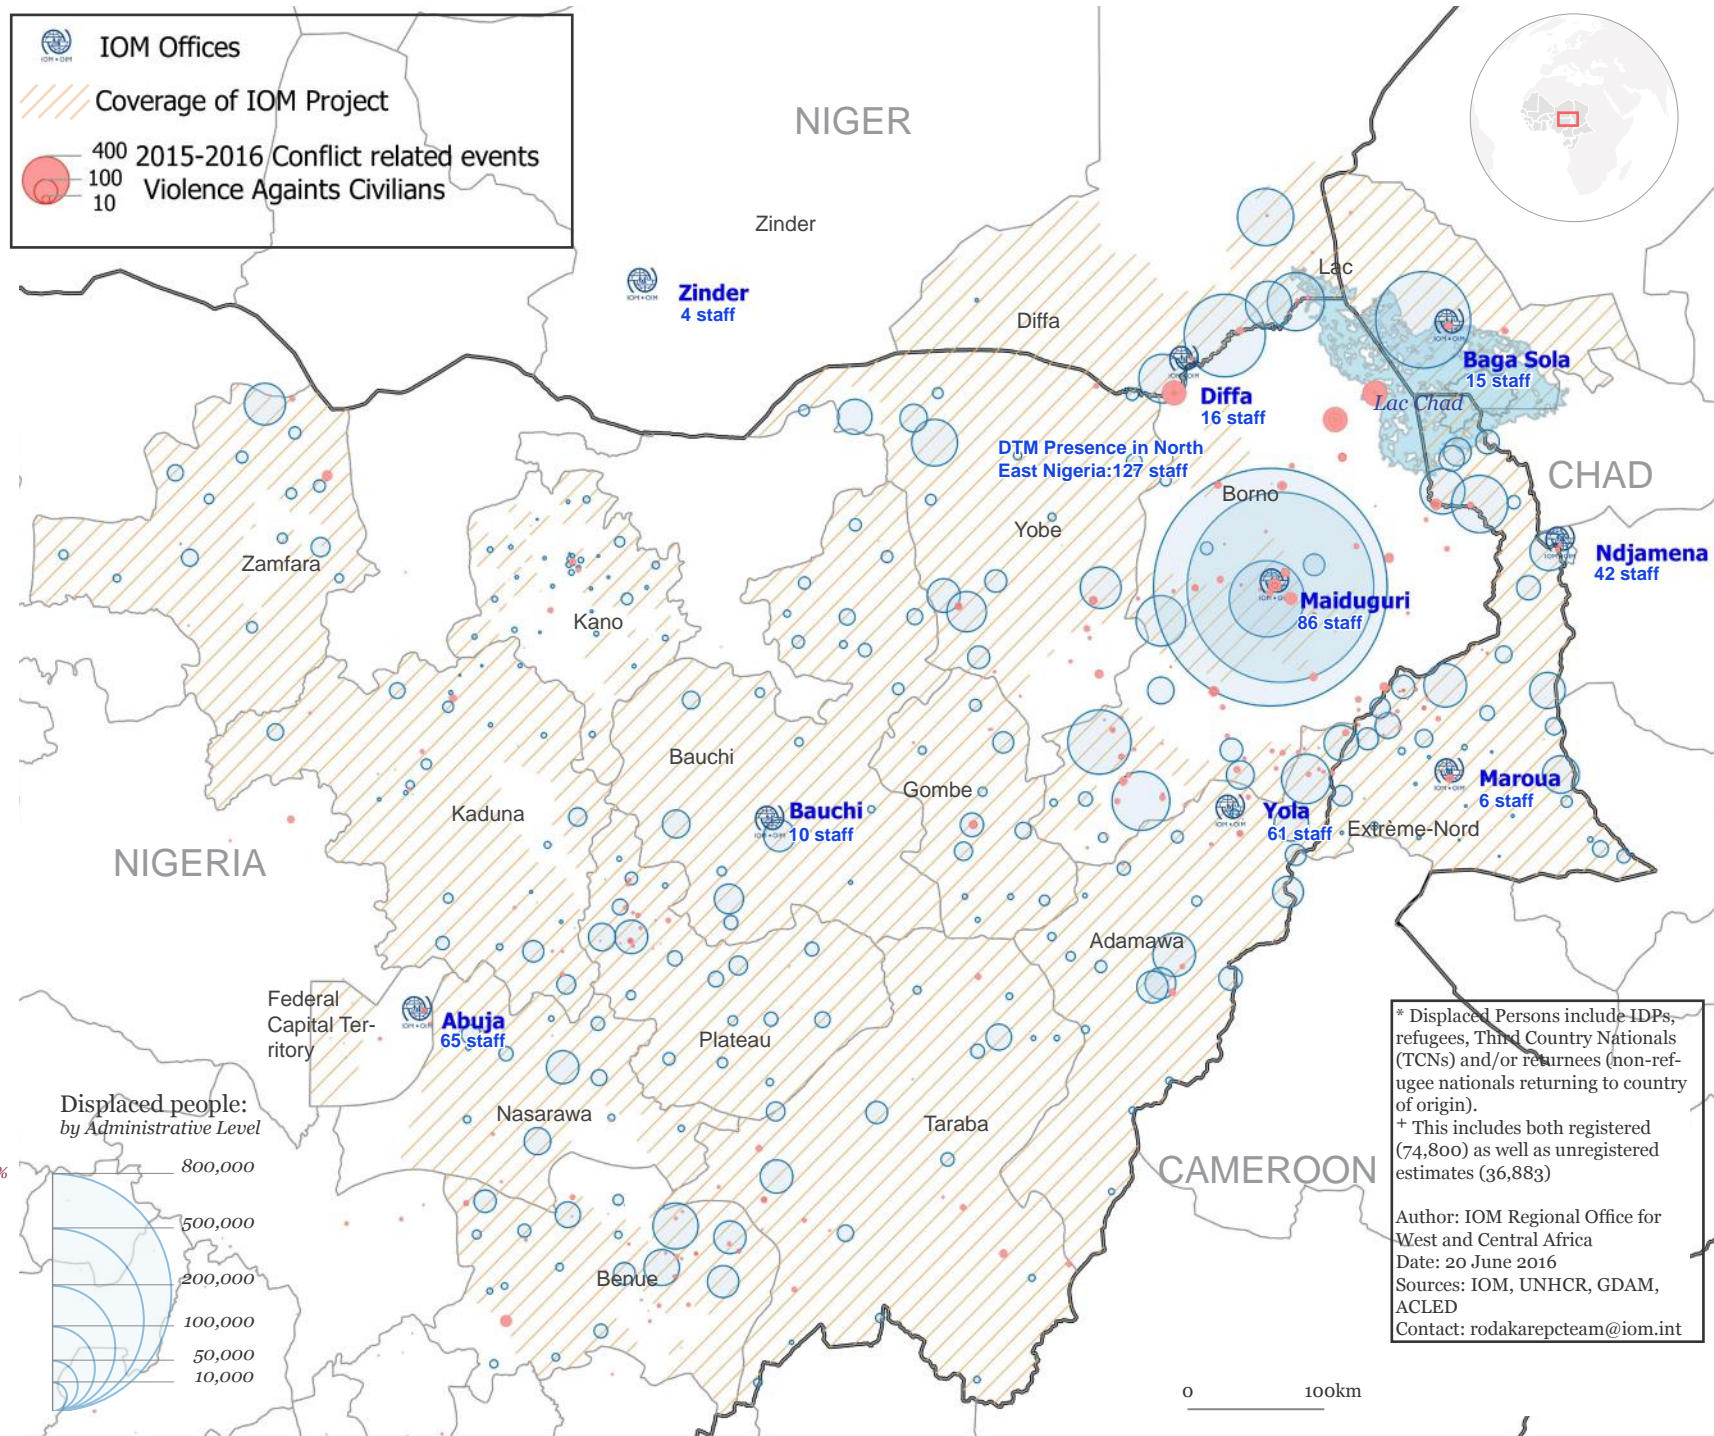 IOM Offices
Coverage of IOM Project
400
100
10
2015-2016 Conflict related events
Violence Againts Civilians
NIGER
Zinder
Zinder
4 staff
Diffa
Lac
Baga Sola
15 staff
Diffa
16 staff
Lac Chad
DTM Presence in North
East Nigeria:127 staff
CHAD
Borno
Yobe
Zamfara
Kano
Ndjamena
42 staff
Maiduguri
86 staff
Bauchi
Gombe
Kaduna
Bauchi
10 staff
Yola
61 staff
Maroua
6 staff
Extrème-Nord
NIGERIA
Adamawa
Federal
Capital Ter-
ritory
Abuja
65 staff
Plateau
Nasarawa
Taraba
CAMEROON
Benue
Displaced people:
by Administrative Level
%
800,000
500,000
200,000
100,000
50,000
10,000
* Displaced Persons include IDPs,
refugees, Third Country Nationals
(TCNs) and/or returnees (non-ref-
ugee nationals returning to country
of origin).
+ This includes both registered
(74,800) as well as unregistered
estimates (36,883)
Author: IOM Regional Office for
West and Central Africa
Date: 20 June 2016
Sources: IOM, UNHCR, GDAM,
ACLED
Contact: rodakarepcteam@iom.int
0 100km